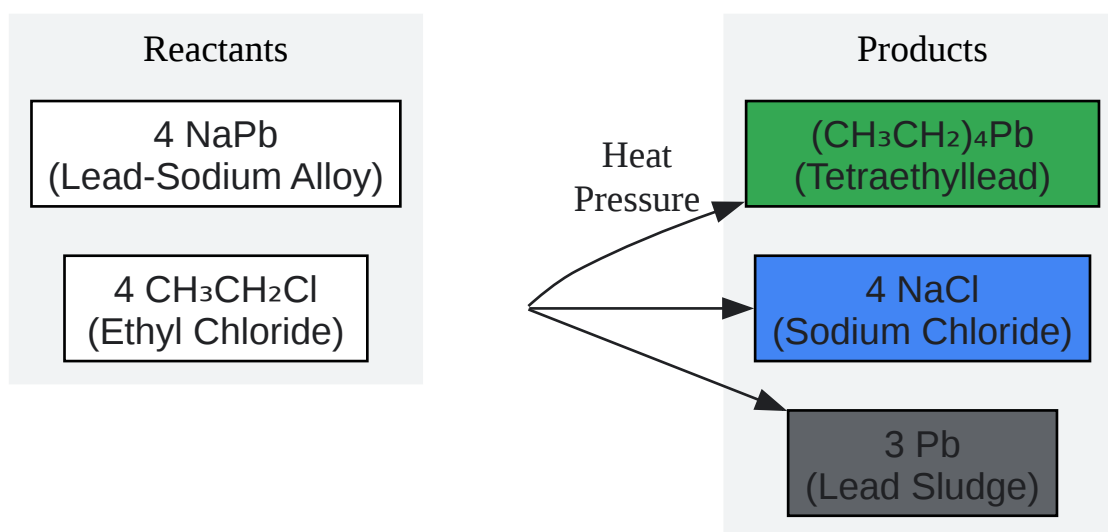 Reactants
4 NaPb
(Lead-Sodium Alloy)
4 CH₃CH₂Cl
(Ethyl Chloride)
Heat
Pressure
Products
(CH₃CH₂)₄Pb
(Tetraethyllead)
4 NaCl
(Sodium Chloride)
3 Pb
(Lead Sludge)